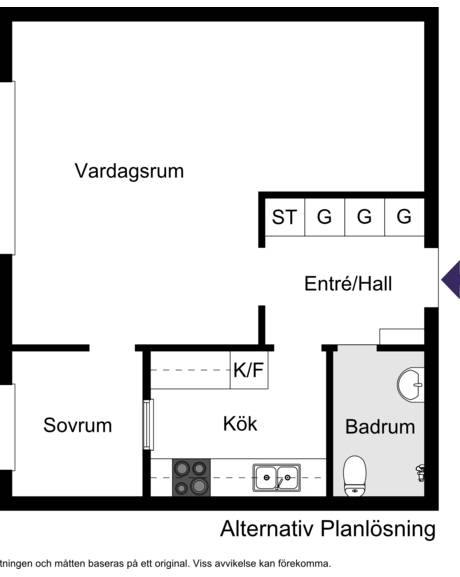 Vardagsrum
ST G G G
Entré/Hall
K/F
Sovrum
Kök
Badrum
Alternativ Planlösning
tningen och måtten baseras på ett original. Viss avvikelse kan förekomma.